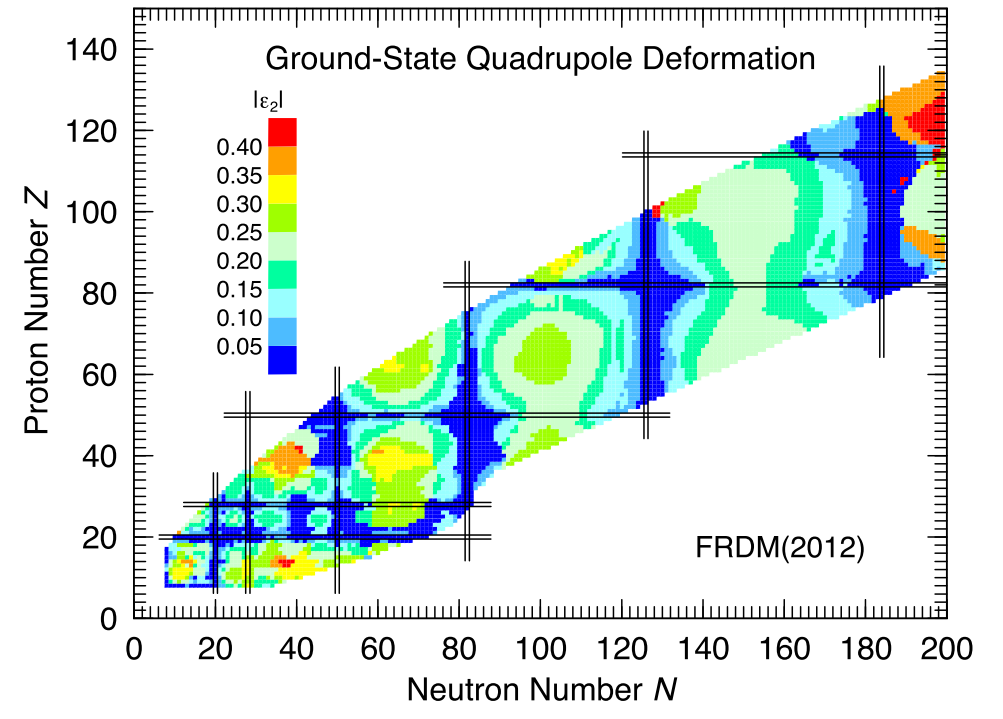 Ground-State Quadrupole Deformation
|ε₂|
0.40
0.35
0.30
0.25
0.20
0.15
0.10
0.05
Proton Number Z
140
120
100
80
60
40
20
0
FRDM(2012)
0 20 40 60 80 100 120 140 160 180 200
Neutron Number N